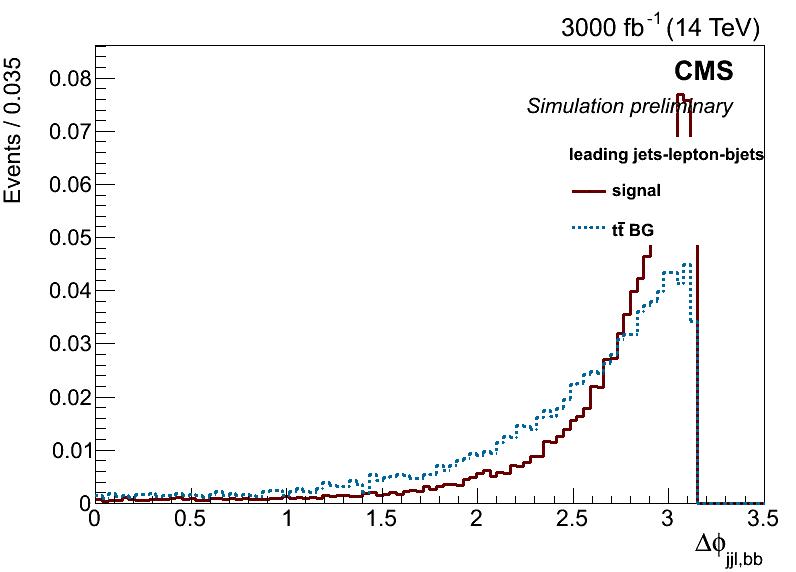 3000 fb⁻¹ (14 TeV)
CMS
Simulation preliminary
leading jets-lepton-bjets
signal
tt̄ BG
Events / 0.035
0.08
0.07
0.06
0.05
0.04
0.03
0.02
0.01
0
0 0.5 1 1.5 2 2.5 3 3.5
Δϕjjl,bb